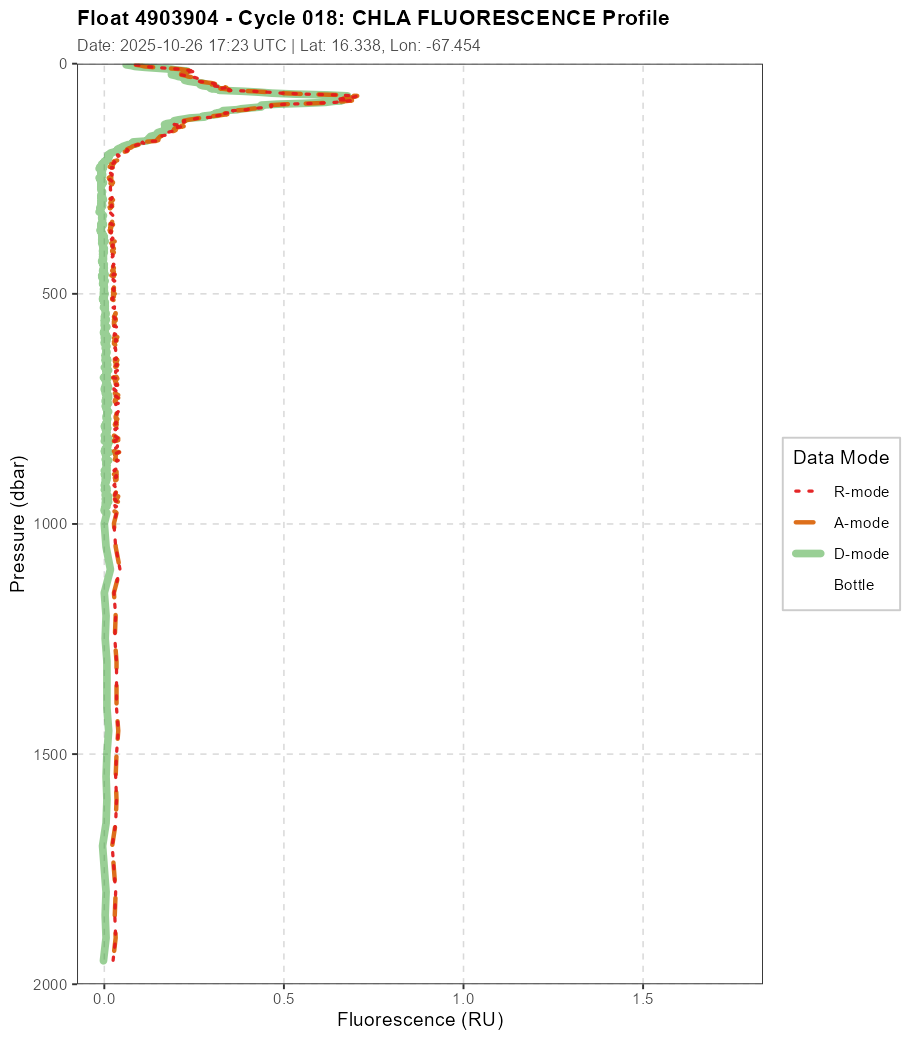 Float 4903904 - Cycle 018: CHLA FLUORESCENCE Profile
Date: 2025-10-26 17:23 UTC | Lat: 16.338, Lon: -67.454
0
500
1000
1500
2000
Pressure (dbar)
0.0 0.5 1.0 1.5
Fluorescence (RU)
Data Mode
R-mode
A-mode
D-mode
Bottle